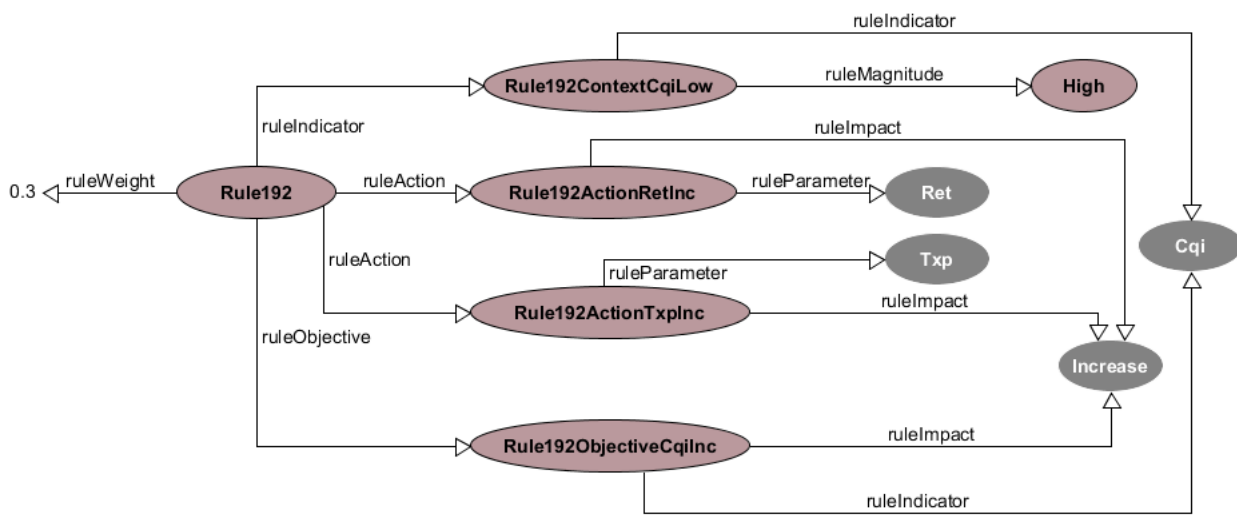 ruleIndicator
Rule192ContextCqiLow
ruleMagnitude
High
ruleIndicator
ruleImpact
0.3
ruleWeight
Rule192
ruleAction
Rule192ActionRetInc
ruleParameter
Ret
ruleAction
Txp
Cqi
ruleParameter
Rule192ActionTxpInc
ruleImpact
ruleObjective
Increase
Rule192ObjectiveCqiInc
ruleImpact
ruleIndicator